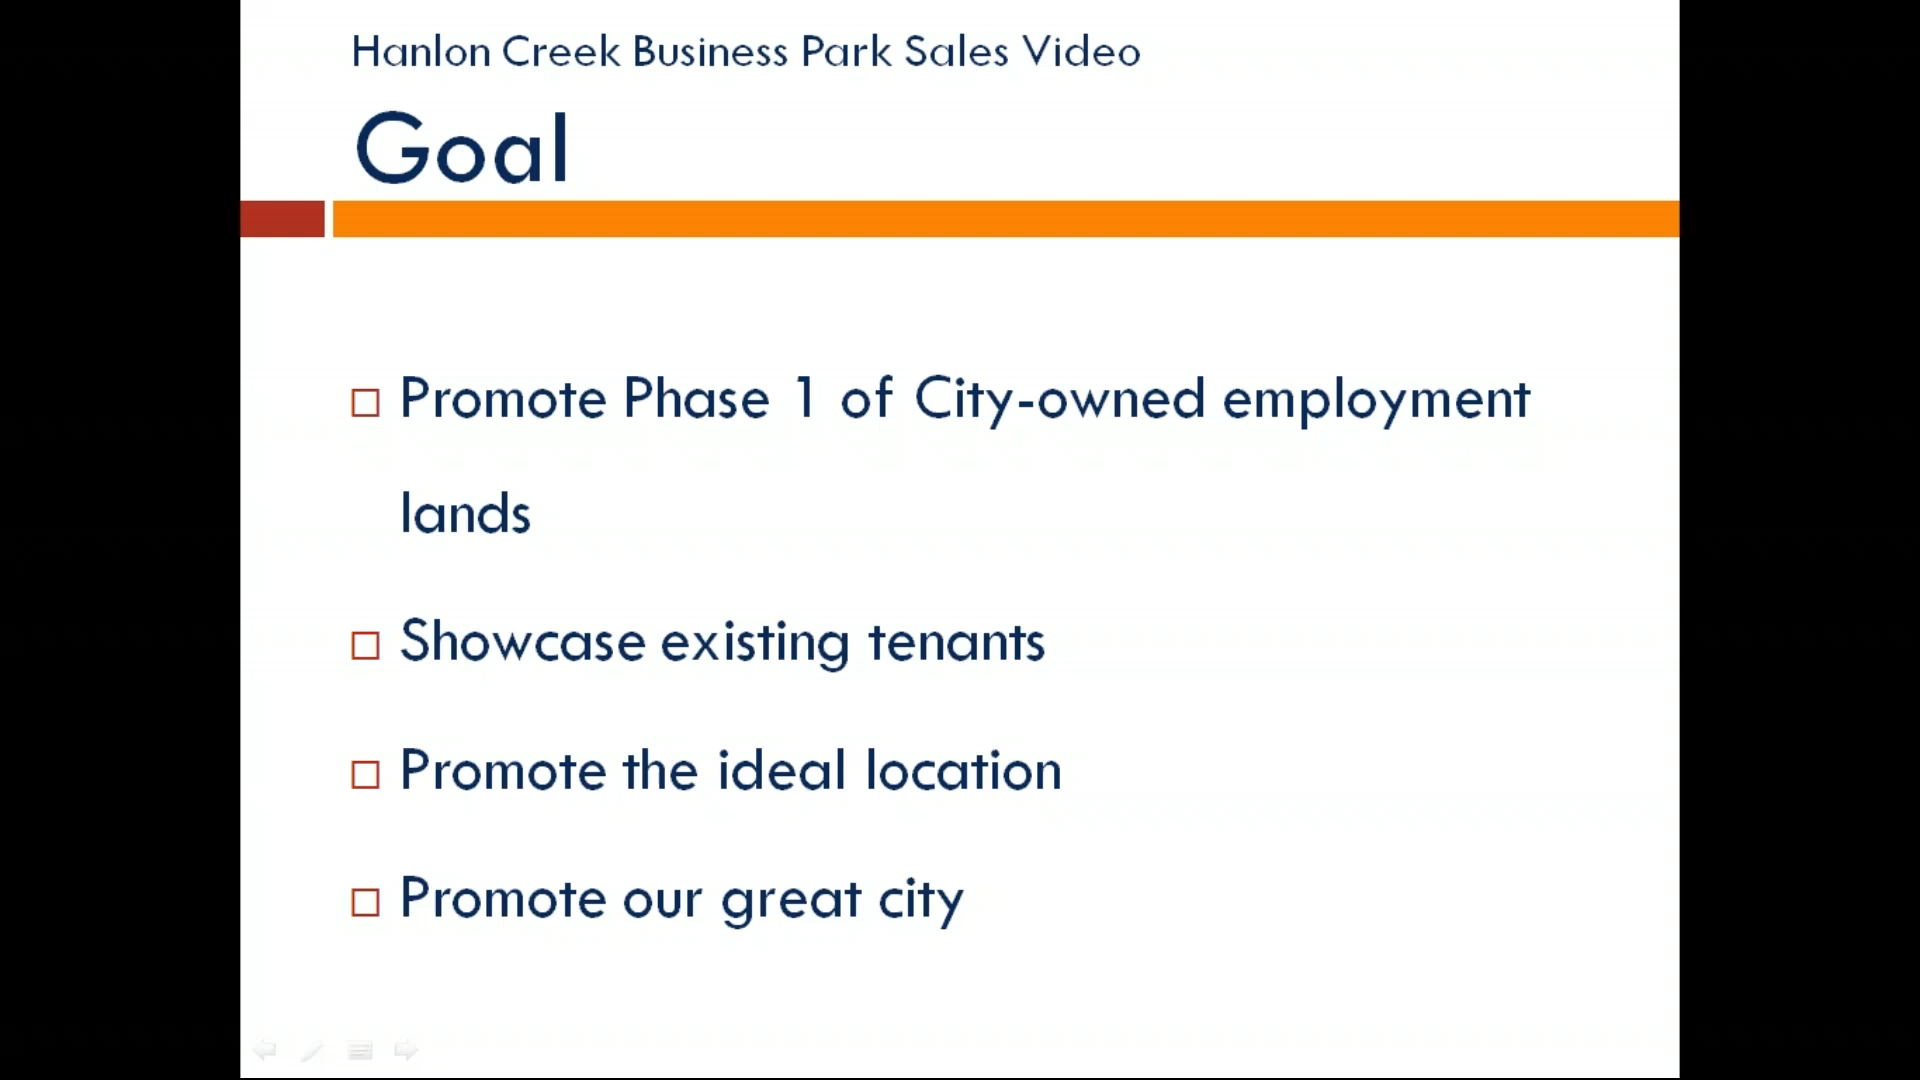 Hanlon Creek Business Park Sales Video
Goal
Promote Phase 1 of City-owned employment
lands
Showcase existing tenants
Promote the ideal location
Promote our great city